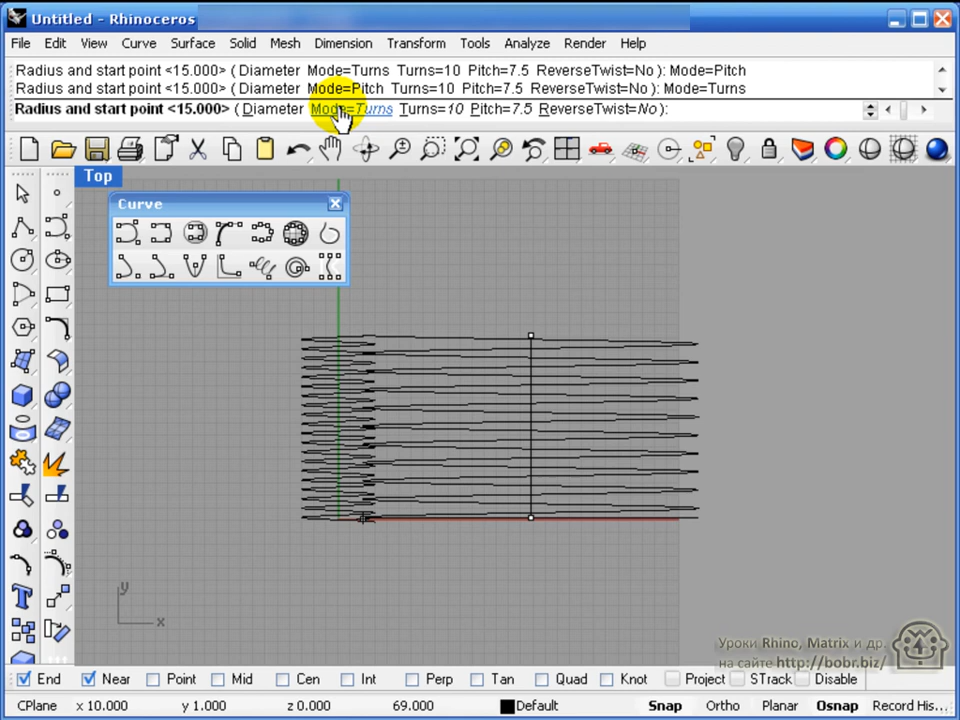 Untitled - Rhinoceros
File Edit View Curve Surface Solid Mesh Dimension Transform Tools Analyze Render Help
Radius and start point <15.000> ( Diameter Mode=Turns Turns=10 Pitch=7.5 ReverseTwist=No ): Mode=Pitch
Radius and start point <15.000> ( Diameter Mode=Pitch Turns=10 Pitch=7.5 ReverseTwist=No ): Mode=Turns
Radius and start point <15.000> ( Diameter Mode=Turns Turns=10 Pitch=7.5 ReverseTwist=No ):
Top
Curve
y
x
Уроки Rhino, Matrix и др.
на сайте http://bobr.biz/
End Near Point Mid Cen Int Perp Tan Quad Knot Project STrack Disable
CPlane x 10.000 y 1.000 z 0.000 69.000 Default Snap Ortho Planar Osnap Record His...